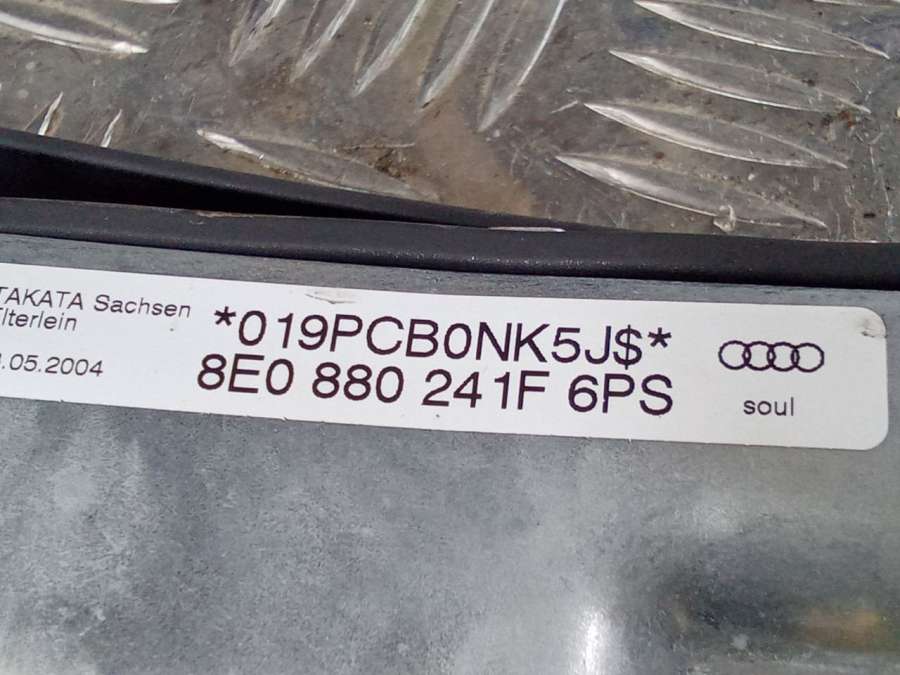 TAKATA Sachsen
lterlein
.05.2004
*019PCB0NK5J$*
8E0 880 241F 6PS
soul